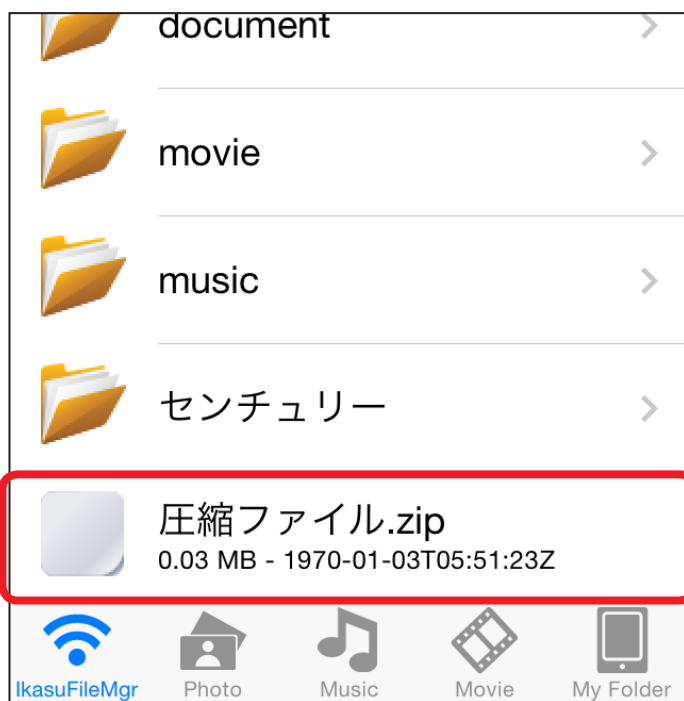 document
movie
music
センチュリー
圧縮ファイル.zip
0.03 MB - 1970-01-03T05:51:23Z
IkasuFileMgr Photo Music Movie My Folder